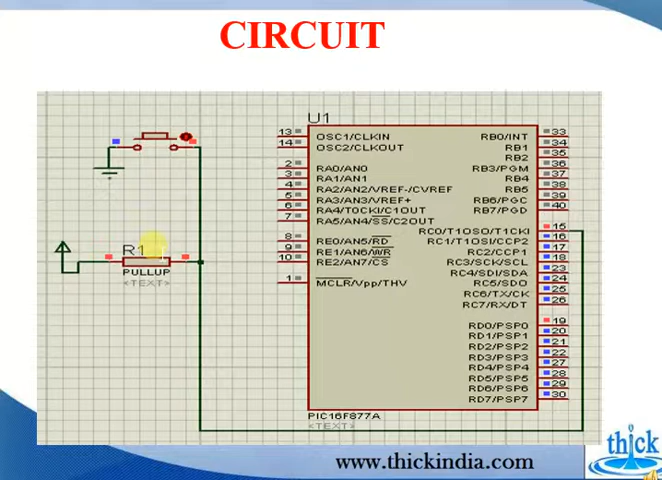 CIRCUIT
U1
13 OSC1/CLKIN RB0/INT 33
14 OSC2/CLKOUT RB1 34
RB2 35
2 RA0/AN0 RB3/PGM 36
3 RA1/AN1 RB4 37
4 RA2/AN2/VREF-/CVREF RB5 38
5 RA3/AN3/VREF+ RB6/PGC 39
6 RA4/T0CKI/C1OUT RB7/PGD 40
7 RA5/AN4/SS/C2OUT
RC0/T1OSO/T1CKI 15
8 RE0/AN5/RD RC1/T1OSI/CCP2 16
9 RE1/AN6/WR RC2/CCP1 17
10 RE2/AN7/CS RC3/SCK/SCL 18
RC4/SDI/SDA 23
1 MCLR/Vpp/THV RC5/SDO 24
RC6/TX/CK 25
RC7/RX/DT 26
R1
PULLUP
<TEXT>
RD0/PSP0 19
RD1/PSP1 20
RD2/PSP2 21
RD3/PSP3 22
RD4/PSP4 27
RD5/PSP5 28
RD6/PSP6 29
RD7/PSP7 30
PIC16F877A
<TEXT>
www.thickindia.com
thick